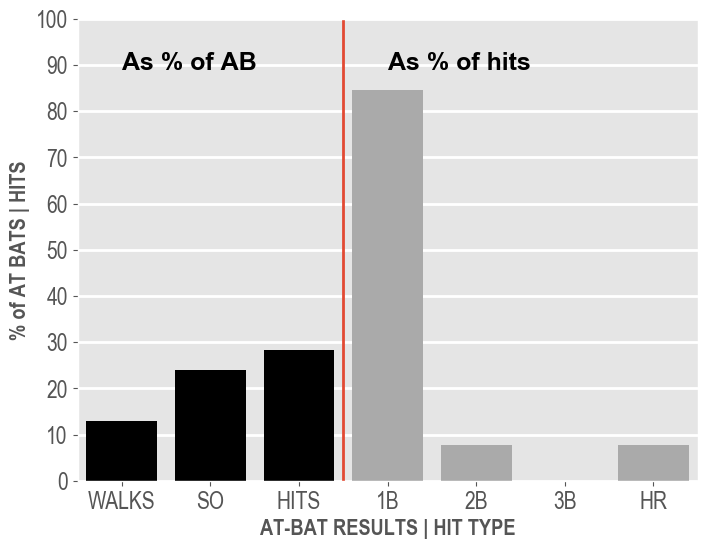 As % of AB
As % of hits
100
90
80
70
60
50
40
30
20
10
0
% of AT BATS | HITS
WALKS SO HITS 1B 2B 3B HR
AT-BAT RESULTS | HIT TYPE